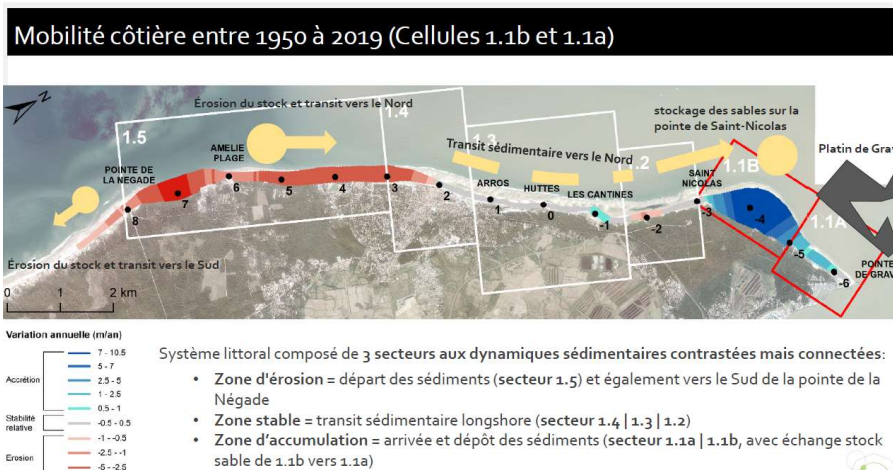 Mobilité côtière entre 1950 à 2019 (Cellules 1.1b et 1.1a)
N
Érosion du stock et transit vers le Nord
stockage des sables sur la
pointe de Saint-Nicolas
1.5
1.4
1.3
Transit sédimentaire vers le Nord
1.2
1.1B
1.1A
Platin de Grav
POINTE DE
LA NEGADE
AMELIE
PLAGE
ARROS
HUTTES
LES CANTINES
SAINT
NICOLAS
POINTE
DE GRAV
8
7
6
5
4
3
2
1
0
-1
-2
-3
-4
-5
-6
Érosion du stock et transit vers le Sud
0 1 2 km
Variation annuelle (m/an)
Accrétion
7 - 10.5
5 - 7
2.5 - 5
1 - 2.5
0.5 - 1
Stabilité
relative
-0.5 - 0.5
Erosion
-1 - -0.5
-2.5 - -1
-5 - -2.5
Système littoral composé de 3 secteurs aux dynamiques sédimentaires contrastées mais connectées:
• Zone d'érosion = départ des sédiments (secteur 1.5) et également vers le Sud de la pointe de la
Négade
• Zone stable = transit sédimentaire longshore (secteur 1.4 | 1.3 | 1.2)
• Zone d'accumulation = arrivée et dépôt des sédiments (secteur 1.1a | 1.1b, avec échange stock
sable de 1.1b vers 1.1a)